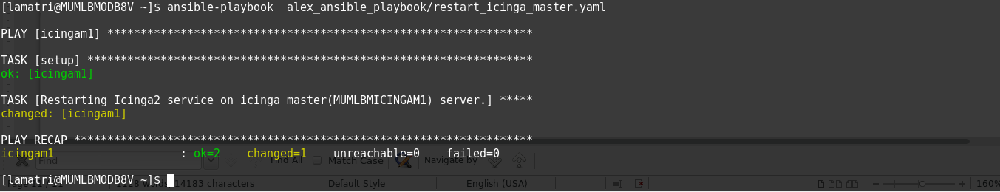 [lamatri@MUMLBMODB8V ~]$ ansible-playbook  alex_ansible_playbook/restart_icinga_master.yaml
PLAY [icingam1] ****************************************************************
TASK [setup] *******************************************************************
ok: [icingam1]
TASK [Restarting Icinga2 service on icinga master(MUMLBMICINGAM1) server.] *****
changed: [icingam1]
PLAY RECAP *********************************************************************
icingam1                   : ok=2    changed=1    unreachable=0    failed=0
Find Find All Match Case Navigate by
[lamatri@MUMLBMODB8V ~]$
14183 characters Default Style English (USA) 160%